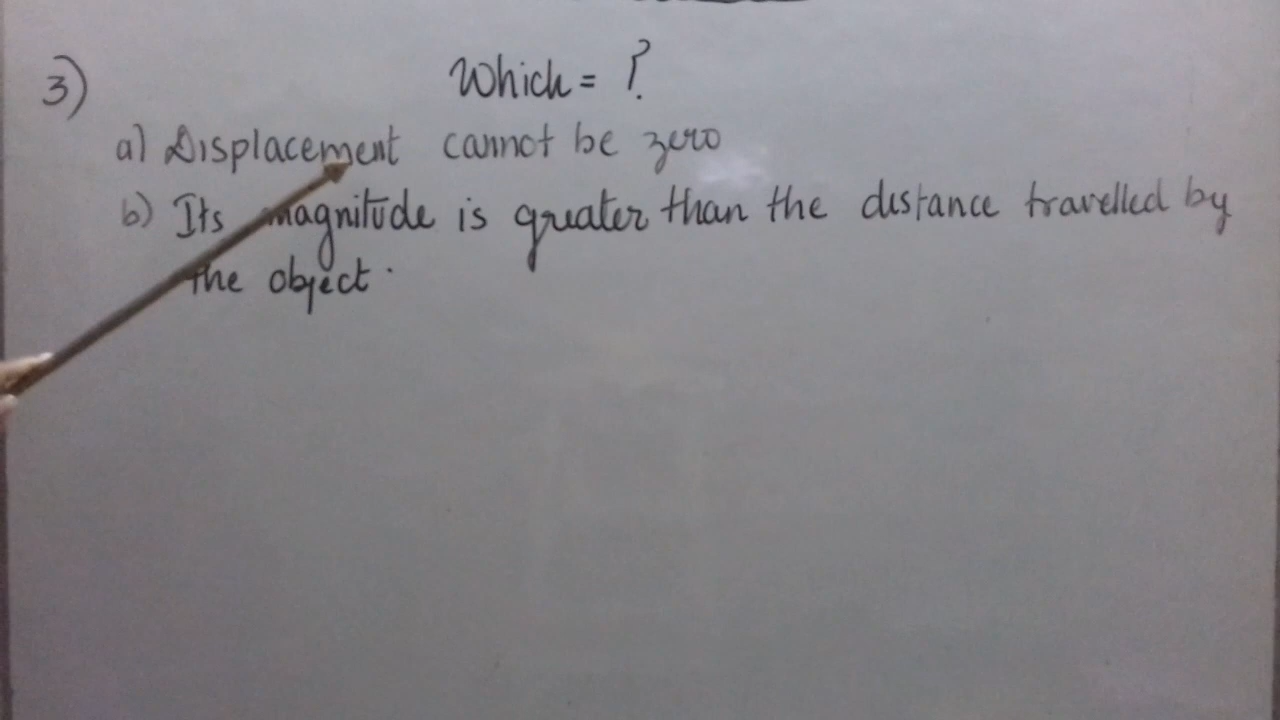 3) Which = ?
a) Displacement cannot be zero
b) Its magnitude is greater than the distance travelled by
the object.